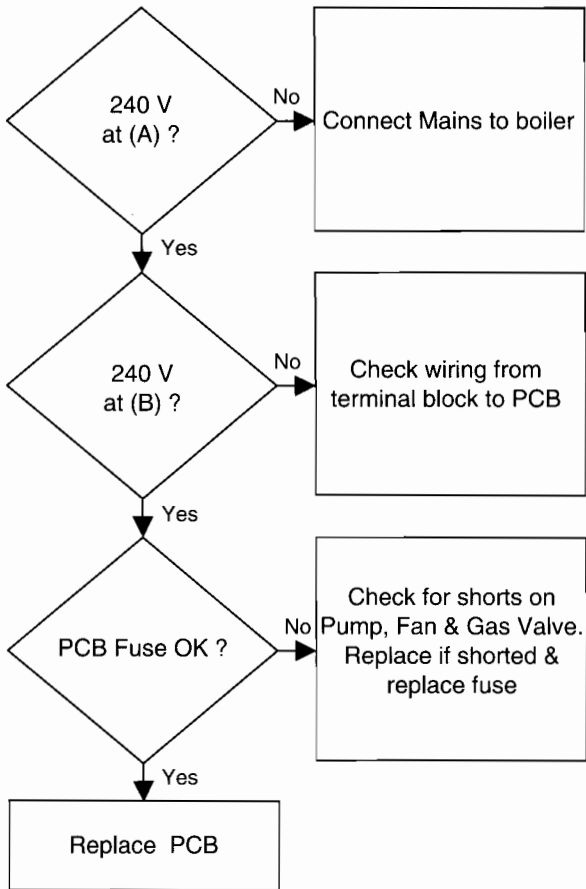 240 V
at (A) ?
No
Connect Mains to boiler
Yes
240 V
at (B) ?
No
Check wiring from
terminal block to PCB
Yes
PCB Fuse OK ?
No
Check for shorts on
Pump, Fan & Gas Valve.
Replace if shorted &
replace fuse
Yes
Replace PCB